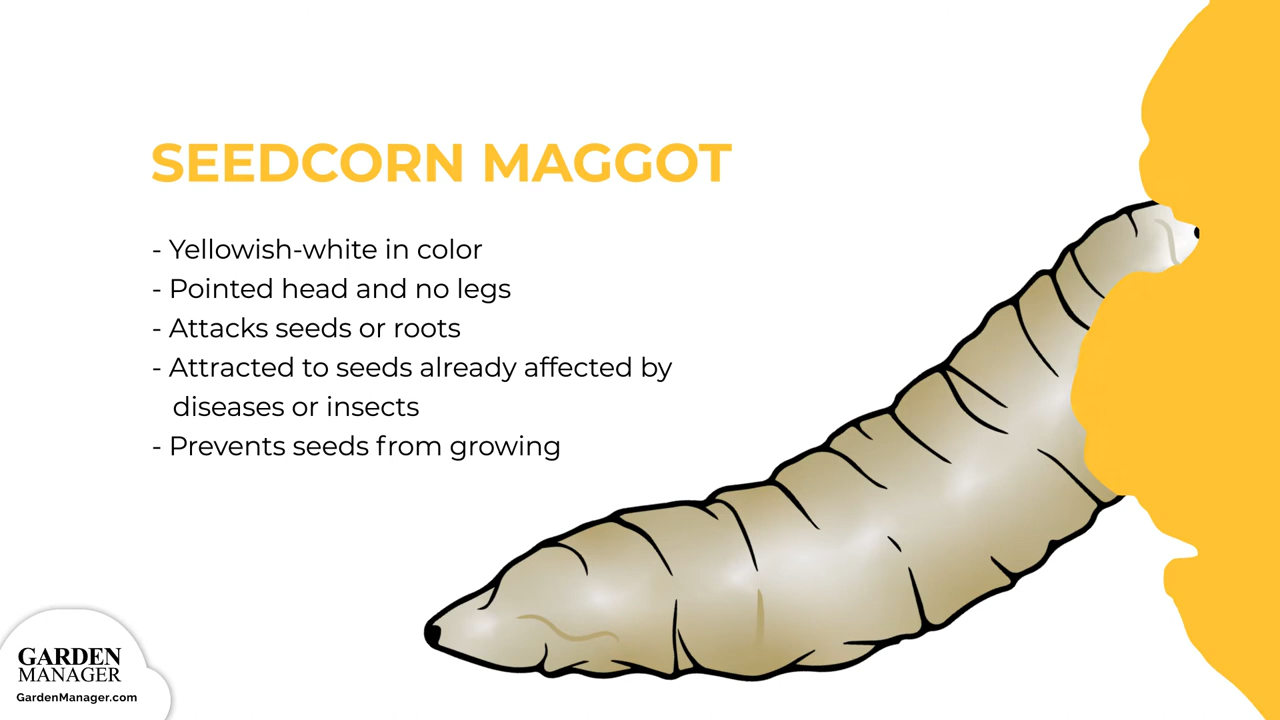 SEEDCORN MAGGOT
- Yellowish-white in color
- Pointed head and no legs
- Attacks seeds or roots
- Attracted to seeds already affected by
diseases or insects
- Prevents seeds from growing
GARDEN
MANAGER
GardenManager.com